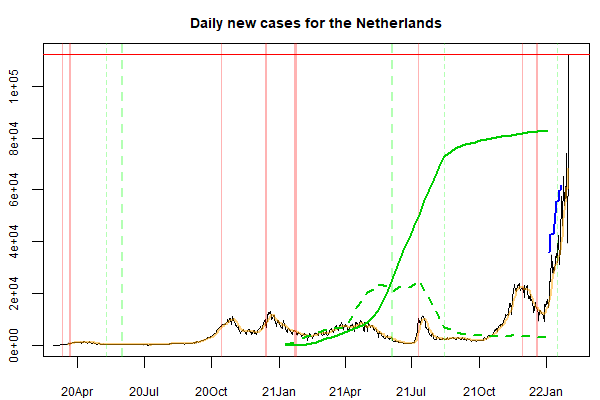 Daily new cases for the Netherlands
1e+05
8e+04
6e+04
4e+04
2e+04
0e+00
20Apr 20Jul 20Oct 21Jan 21Apr 21Jul 21Oct 22Jan